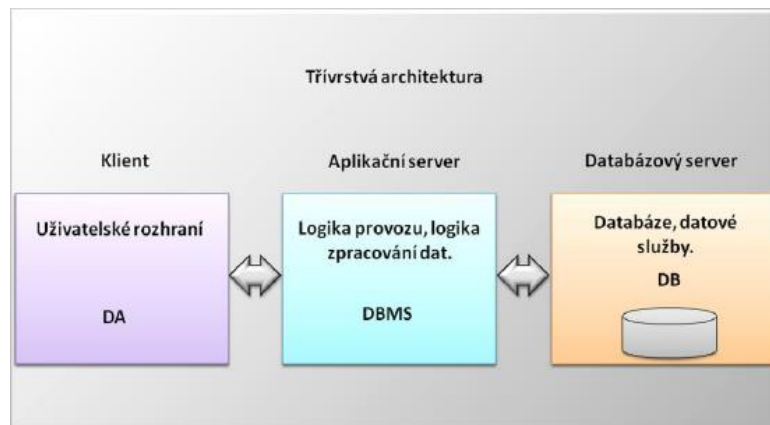 Třívrstvá architektura
Klient
Aplikační server
Databázový server
Uživatelské rozhraní
DA
Logika provozu, logika
zpracování dat.
DBMS
Databáze, datové
služby.
DB